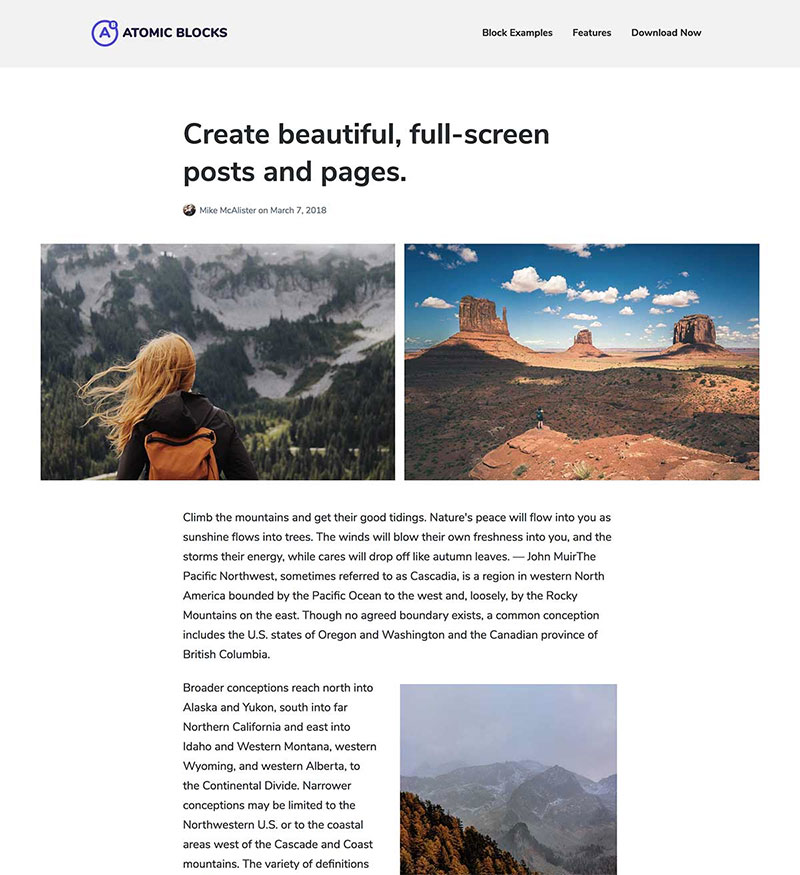 A B ATOMIC BLOCKS
Block Examples Features Download Now
Create beautiful, full-screen
posts and pages.
Mike McAlister on March 7, 2018
Climb the mountains and get their good tidings. Nature's peace will flow into you as
sunshine flows into trees. The winds will blow their own freshness into you, and the
storms their energy, while cares will drop off like autumn leaves. — John MuirThe
Pacific Northwest, sometimes referred to as Cascadia, is a region in western North
America bounded by the Pacific Ocean to the west and, loosely, by the Rocky
Mountains on the east. Though no agreed boundary exists, a common conception
includes the U.S. states of Oregon and Washington and the Canadian province of
British Columbia.
Broader conceptions reach north into
Alaska and Yukon, south into far
Northern California and east into
Idaho and Western Montana, western
Wyoming, and western Alberta, to
the Continental Divide. Narrower
conceptions may be limited to the
Northwestern U.S. or to the coastal
areas west of the Cascade and Coast
mountains. The variety of definitions